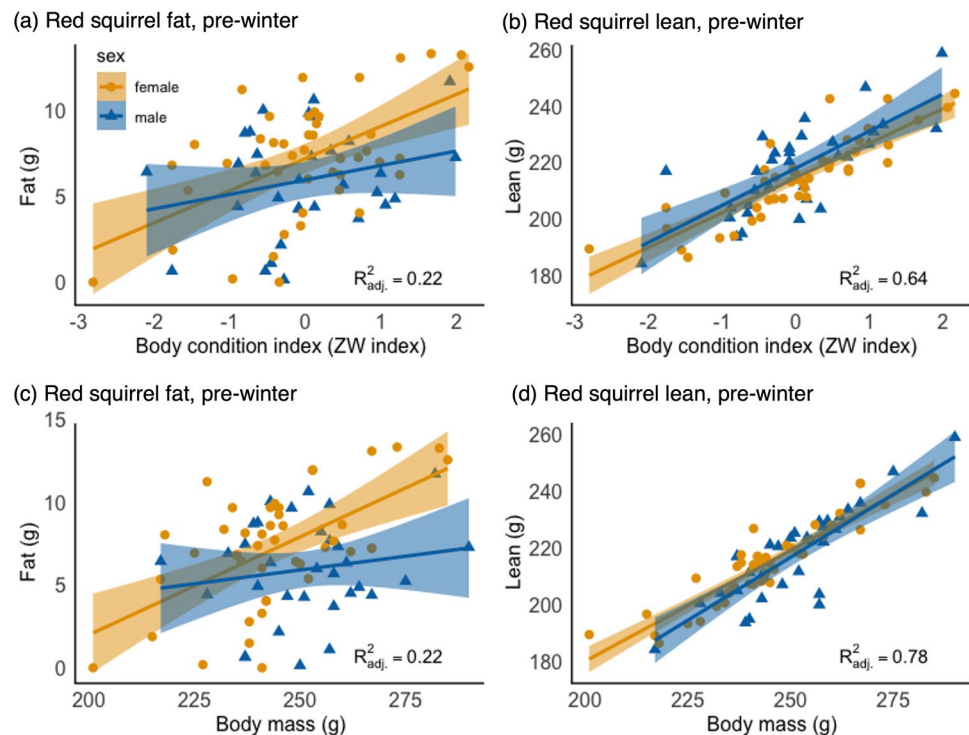 (a) Red squirrel fat, pre-winter
(b) Red squirrel lean, pre-winter
sex
female
male
Fat (g)
10
5
0
R²adj. = 0.22
-3 -2 -1 0 1 2
Body condition index (ZW index)
Lean (g)
260
240
220
200
180
R²adj. = 0.64
-3 -2 -1 0 1 2
Body condition index (ZW index)
(c) Red squirrel fat, pre-winter
(d) Red squirrel lean, pre-winter
Fat (g)
15
10
5
0
R²adj. = 0.22
200 225 250 275
Body mass (g)
Lean (g)
260
240
220
200
180
R²adj. = 0.78
200 225 250 275
Body mass (g)